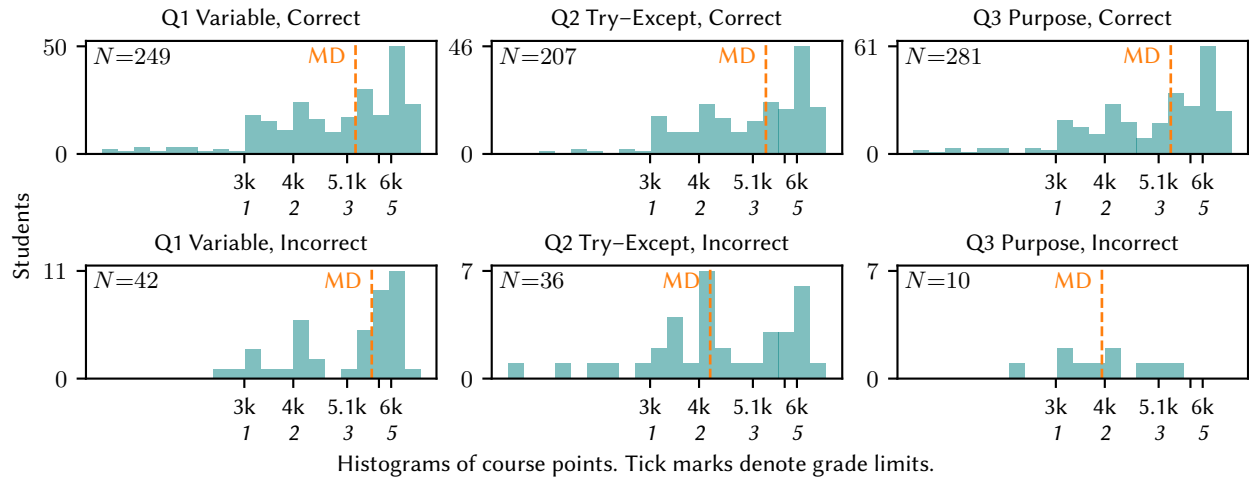 Q1 Variable, Correct
Q2 Try–Except, Correct
Q3 Purpose, Correct
50
N=249
MD
0
3k 4k 5.1k 6k
1 2 3 5
46
N=207
MD
0
3k 4k 5.1k 6k
1 2 3 5
61
N=281
MD
0
3k 4k 5.1k 6k
1 2 3 5
Students
Q1 Variable, Incorrect
Q2 Try–Except, Incorrect
Q3 Purpose, Incorrect
11
N=42
MD
0
3k 4k 5.1k 6k
1 2 3 5
7
N=36
MD
0
3k 4k 5.1k 6k
1 2 3 5
7
N=10
MD
0
3k 4k 5.1k 6k
1 2 3 5
Histograms of course points. Tick marks denote grade limits.